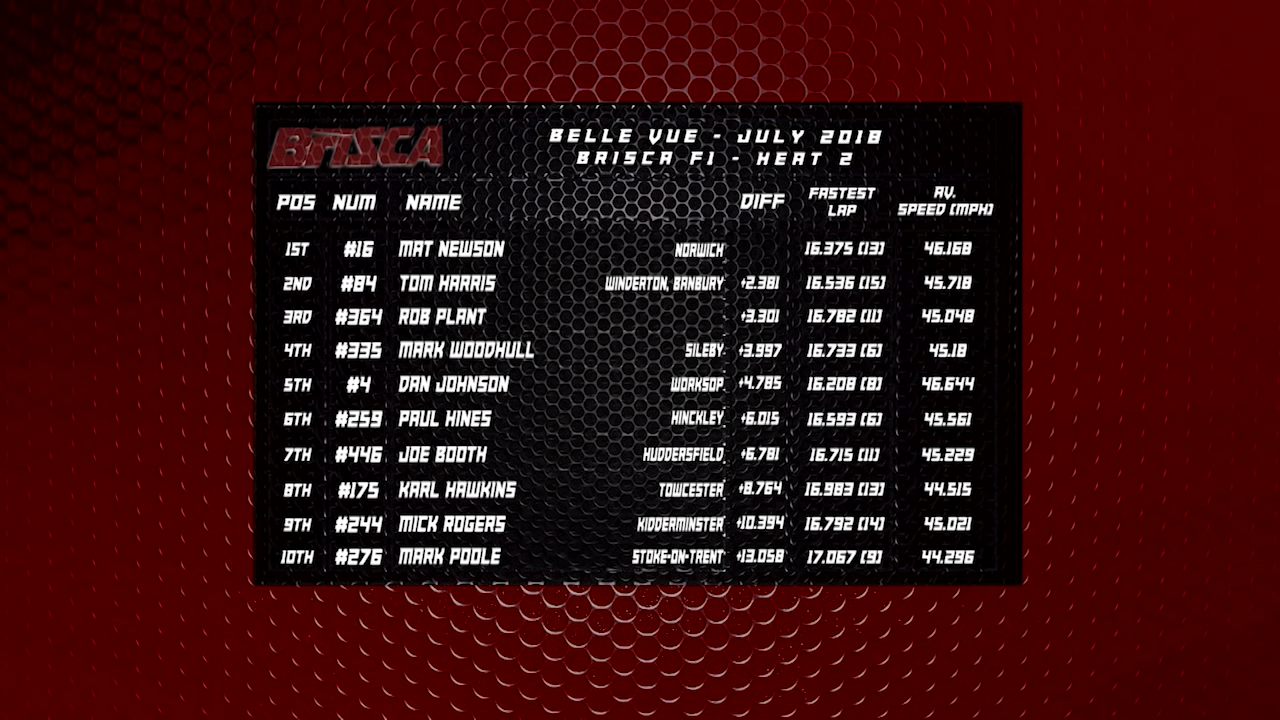 BRISCA
BELLE VUE - JULY 2018
BRISCA F1 - HEAT 2
POS NUM NAME DIFF FASTEST LAP AV. SPEED (MPH)
1ST #16 MAT NEWSON NORWICH 16.375 (13) 46.168
2ND #84 TOM HARRIS WINDERTON, BANBURY +2.381 16.536 (15) 45.718
3RD #364 ROB PLANT +3.301 16.782 (11) 45.048
4TH #335 MARK WOODHULL SILEBY +3.997 16.733 (6) 45.18
5TH #4 DAN JOHNSON WORKSOP +4.785 16.208 (8) 46.644
6TH #259 PAUL HINES HINCKLEY +6.015 16.593 (6) 45.561
7TH #446 JOE BOOTH HUDDERSFIELD +6.781 16.715 (11) 45.229
8TH #175 KARL HAWKINS TOWCESTER +8.764 16.983 (13) 44.515
9TH #244 MICK ROGERS KIDDERMINSTER +10.394 16.792 (14) 45.021
10TH #276 MARK POOLE STOKE-ON-TRENT +13.058 17.067 (9) 44.296